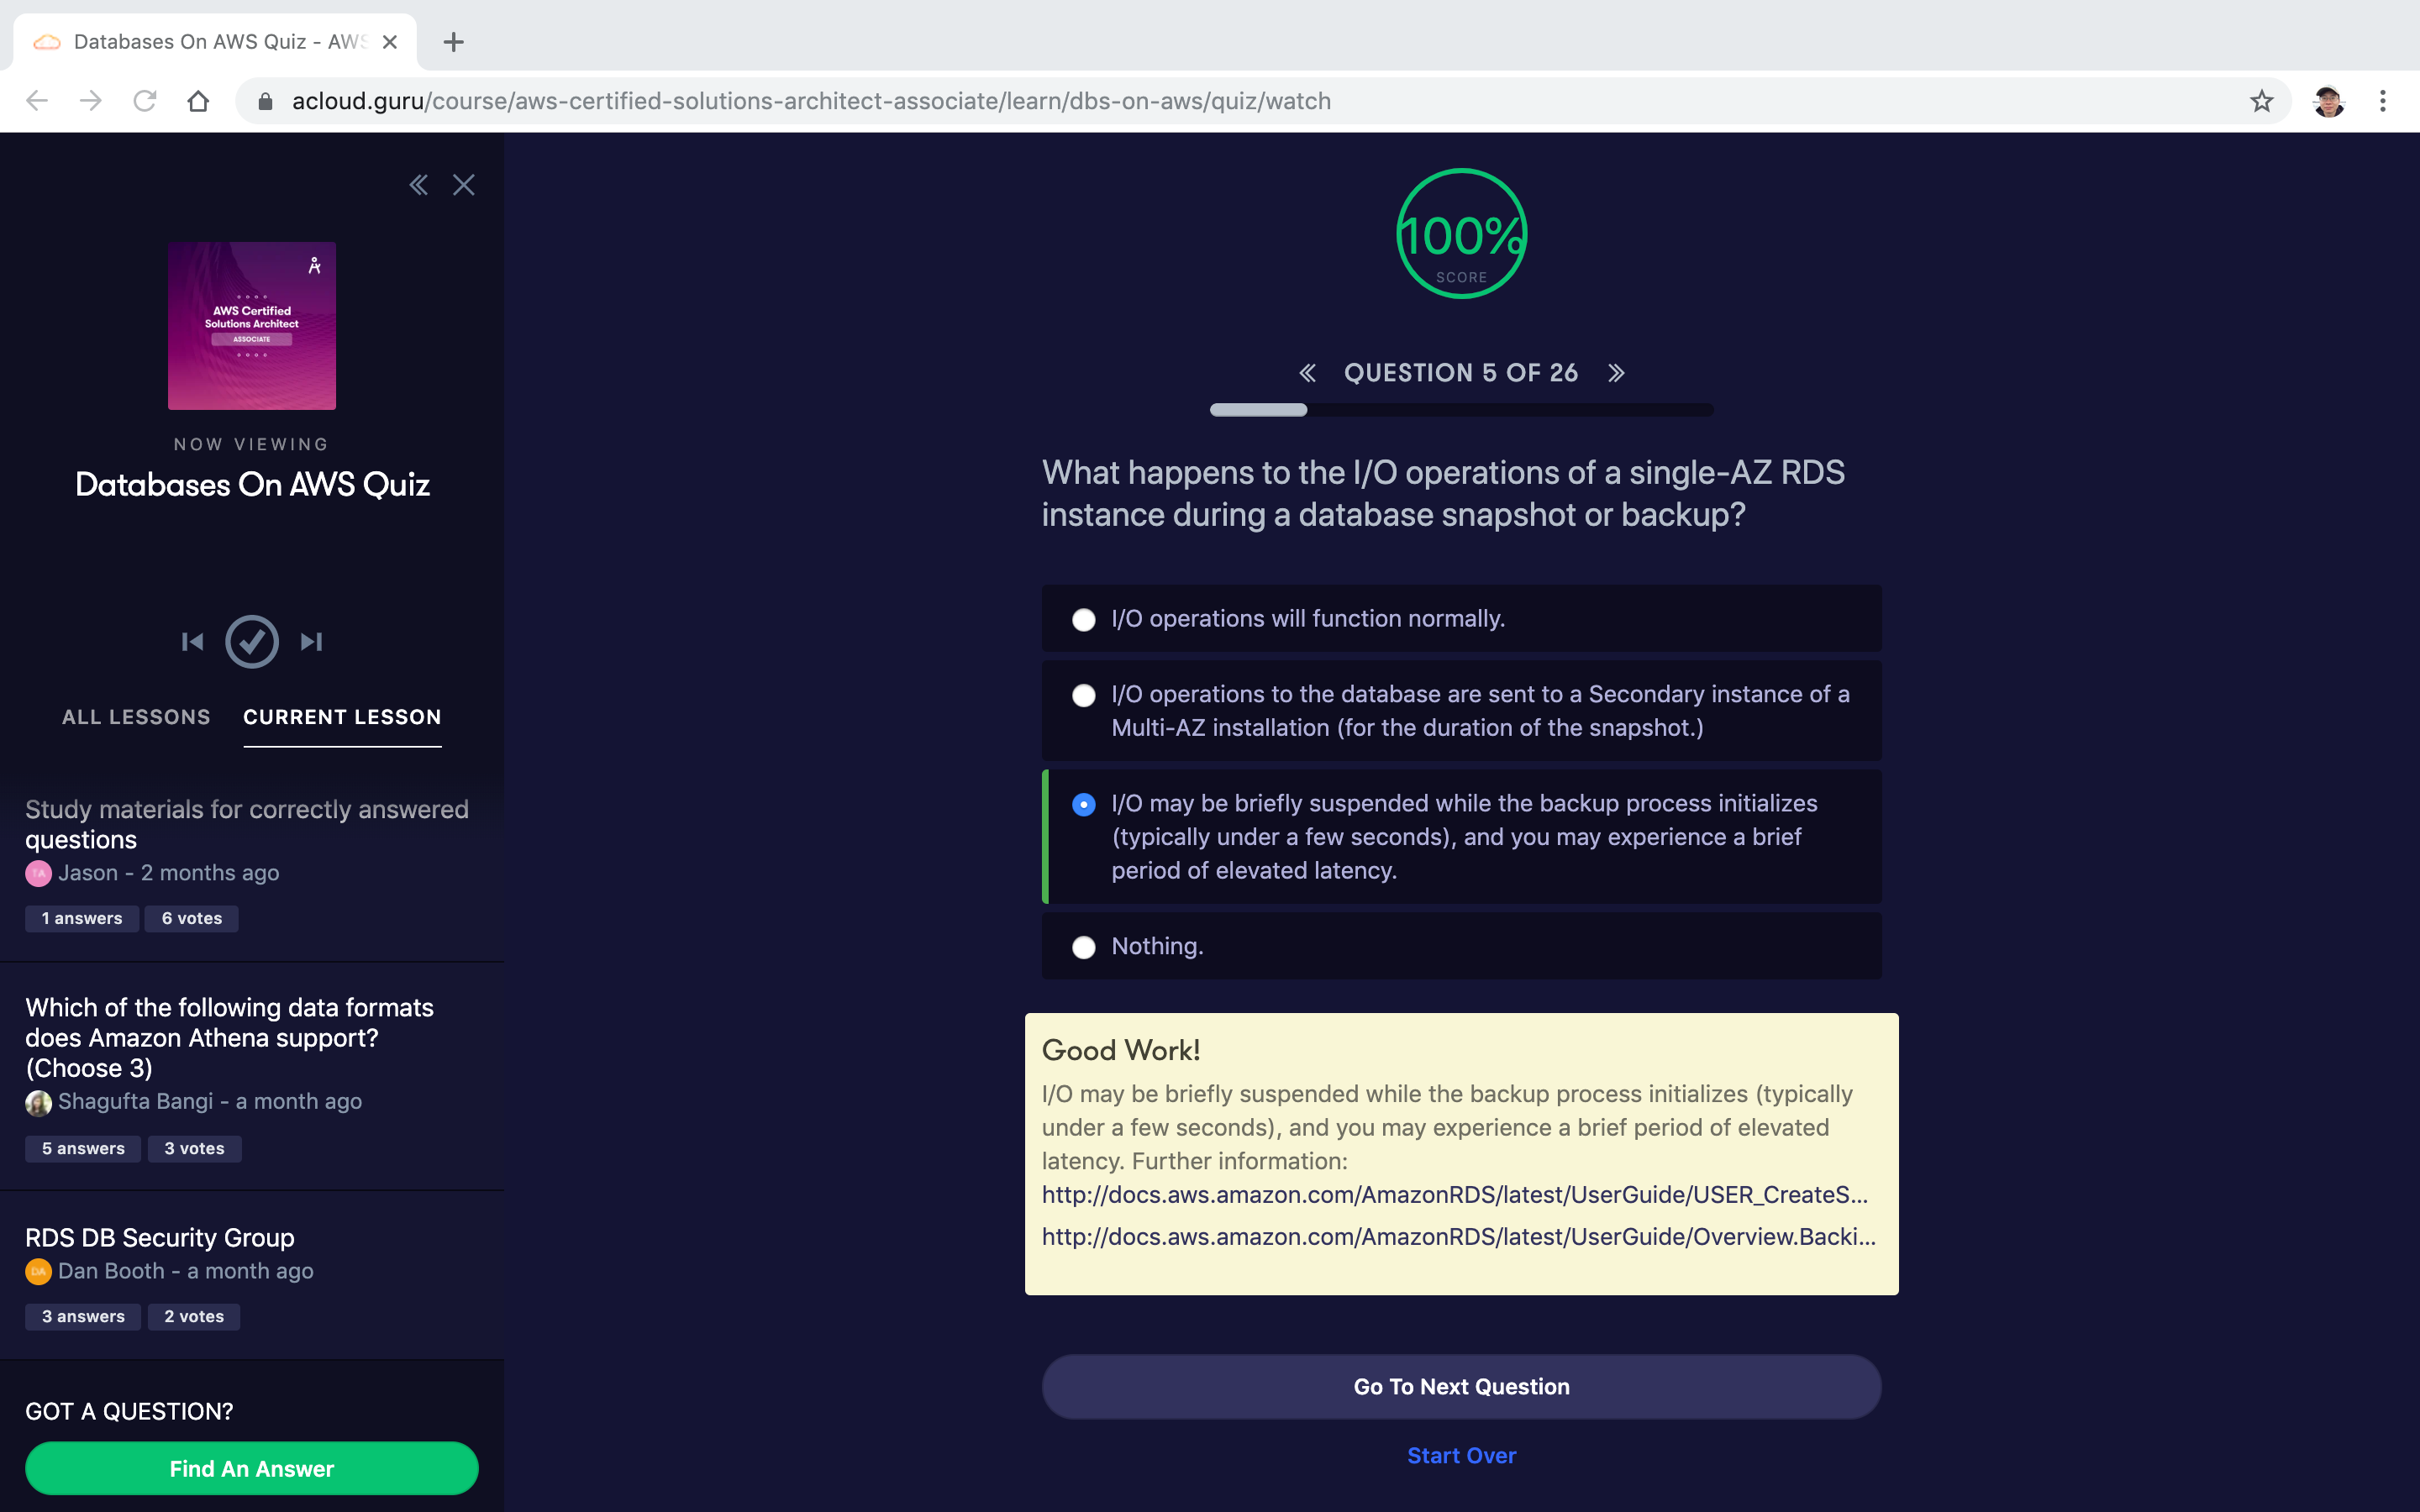 Databases On AWS Quiz - AWS
acloud.guru/course/aws-certified-solutions-architect-associate/learn/dbs-on-aws/quiz/watch
AWS Certified
Solutions Architect
ASSOCIATE
NOW VIEWING
Databases On AWS Quiz
ALL LESSONS
CURRENT LESSON
Study materials for correctly answered
questions
Jason - 2 months ago
1 answers
6 votes
Which of the following data formats
does Amazon Athena support?
(Choose 3)
Shagufta Bangi - a month ago
5 answers
3 votes
RDS DB Security Group
DA
Dan Booth - a month ago
3 answers
2 votes
GOT A QUESTION?
Find An Answer
100%
SCORE
QUESTION 5 OF 26
What happens to the I/O operations of a single-AZ RDS
instance during a database snapshot or backup?
I/O operations will function normally.
I/O operations to the database are sent to a Secondary instance of a
Multi-AZ installation (for the duration of the snapshot.)
I/O may be briefly suspended while the backup process initializes
(typically under a few seconds), and you may experience a brief
period of elevated latency.
Nothing.
Good Work!
I/O may be briefly suspended while the backup process initializes (typically
under a few seconds), and you may experience a brief period of elevated
latency. Further information:
http://docs.aws.amazon.com/AmazonRDS/latest/UserGuide/USER_CreateS...
http://docs.aws.amazon.com/AmazonRDS/latest/UserGuide/Overview.Backi...
Go To Next Question
Start Over